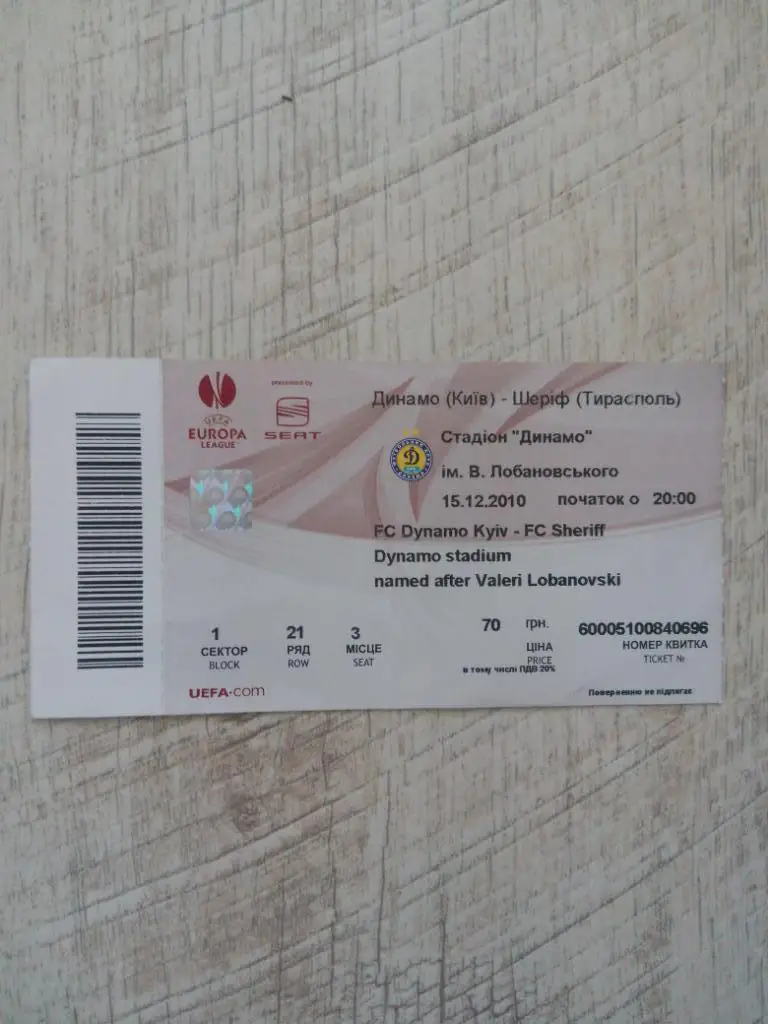 UEFA
EUROPA
LEAGUE
presented by
SEAT
Динамо (Київ) - Шеріф (Тирасполь)
Стадіон "Динамо"
ім. В. Лобановського
15.12.2010 початок о 20:00
FC Dynamo Kyiv - FC Sheriff
Dynamo stadium
named after Valeri Lobanovski
1 21 3 70 грн. 60005100840696
СЕКТОР РЯД МІСЦЕ ЦІНА НОМЕР КВИТКА
BLOCK ROW SEAT PRICE TICKET №
в тому числі ПДВ 20%
UEFA.com
Поверненню не підлягає